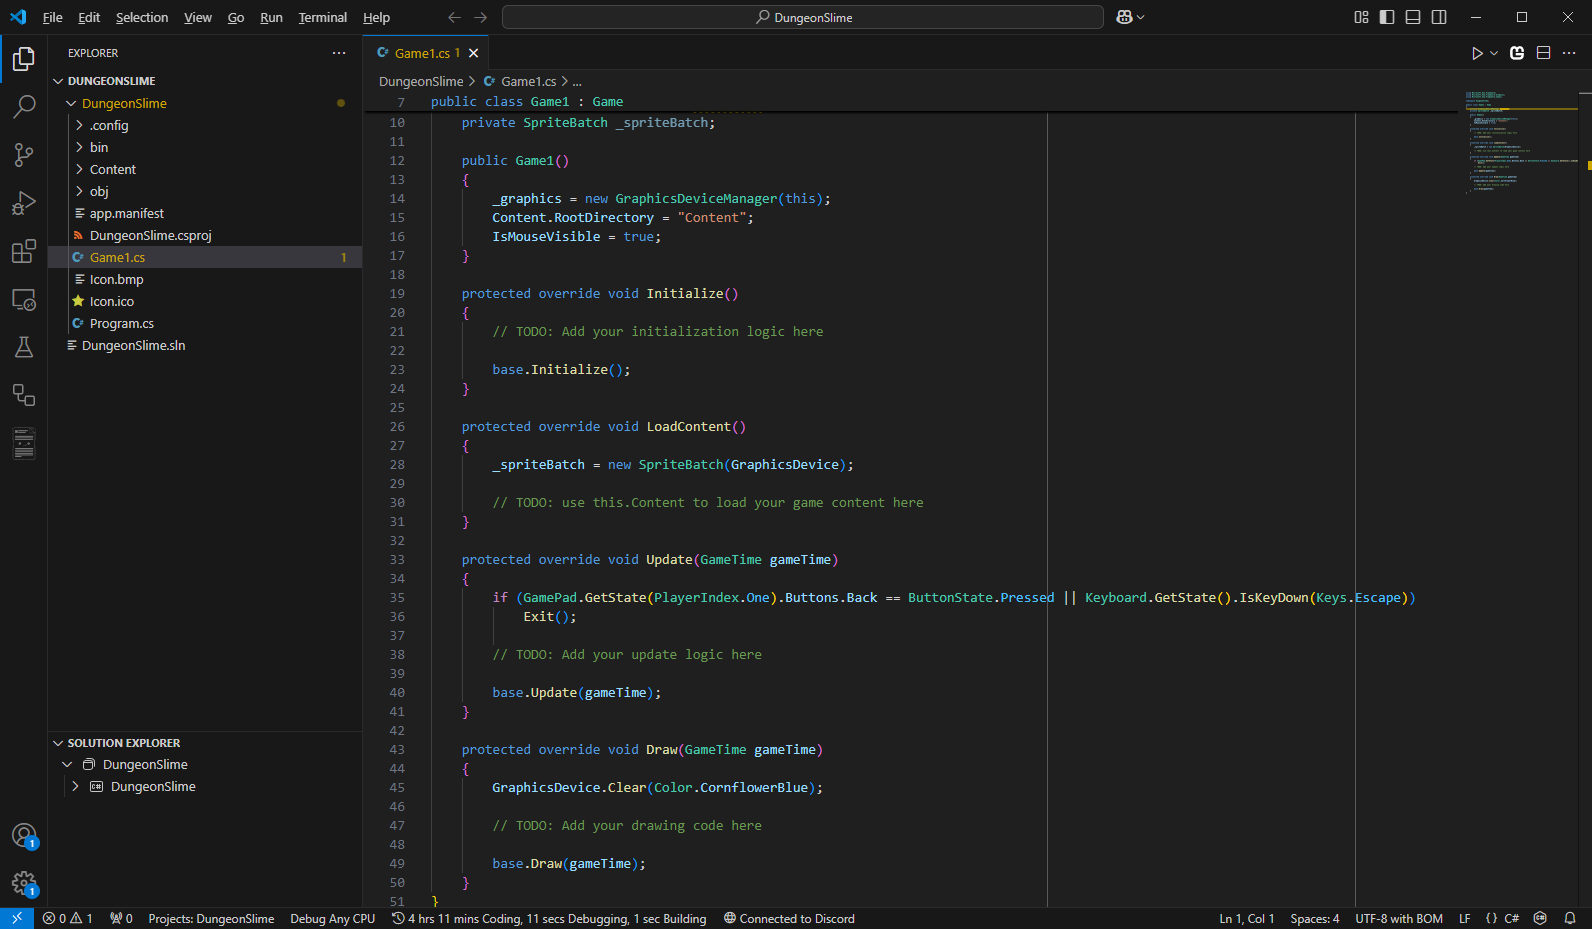 File Edit Selection View Go Run Terminal Help
DungeonSlime
EXPLORER
DUNGEONSLIME
DungeonSlime
.config
bin
Content
obj
app.manifest
DungeonSlime.csproj
Game1.cs 1
Icon.bmp
Icon.ico
Program.cs
DungeonSlime.sln
SOLUTION EXPLORER
DungeonSlime
DungeonSlime
1
1
Game1.cs 1
DungeonSlime > Game1.cs > ...
7 public class Game1 : Game
10 private SpriteBatch _spriteBatch;
11
12 public Game1()
13 {
14 _graphics = new GraphicsDeviceManager(this);
15 Content.RootDirectory = "Content";
16 IsMouseVisible = true;
17 }
18
19 protected override void Initialize()
20 {
21 // TODO: Add your initialization logic here
22
23 base.Initialize();
24 }
25
26 protected override void LoadContent()
27 {
28 _spriteBatch = new SpriteBatch(GraphicsDevice);
29
30 // TODO: use this.Content to load your game content here
31 }
32
33 protected override void Update(GameTime gameTime)
34 {
35 if (GamePad.GetState(PlayerIndex.One).Buttons.Back == ButtonState.Pressed || Keyboard.GetState().IsKeyDown(Keys.Escape))
36 Exit();
37
38 // TODO: Add your update logic here
39
40 base.Update(gameTime);
41 }
42
43 protected override void Draw(GameTime gameTime)
44 {
45 GraphicsDevice.Clear(Color.CornflowerBlue);
46
47 // TODO: Add your drawing code here
48
49 base.Draw(gameTime);
50 }
51 }
0 1 0 Projects: DungeonSlime Debug Any CPU 4 hrs 11 mins Coding, 11 secs Debugging, 1 sec Building Connected to Discord Ln 1, Col 1 Spaces: 4 UTF-8 with BOM LF {} C#